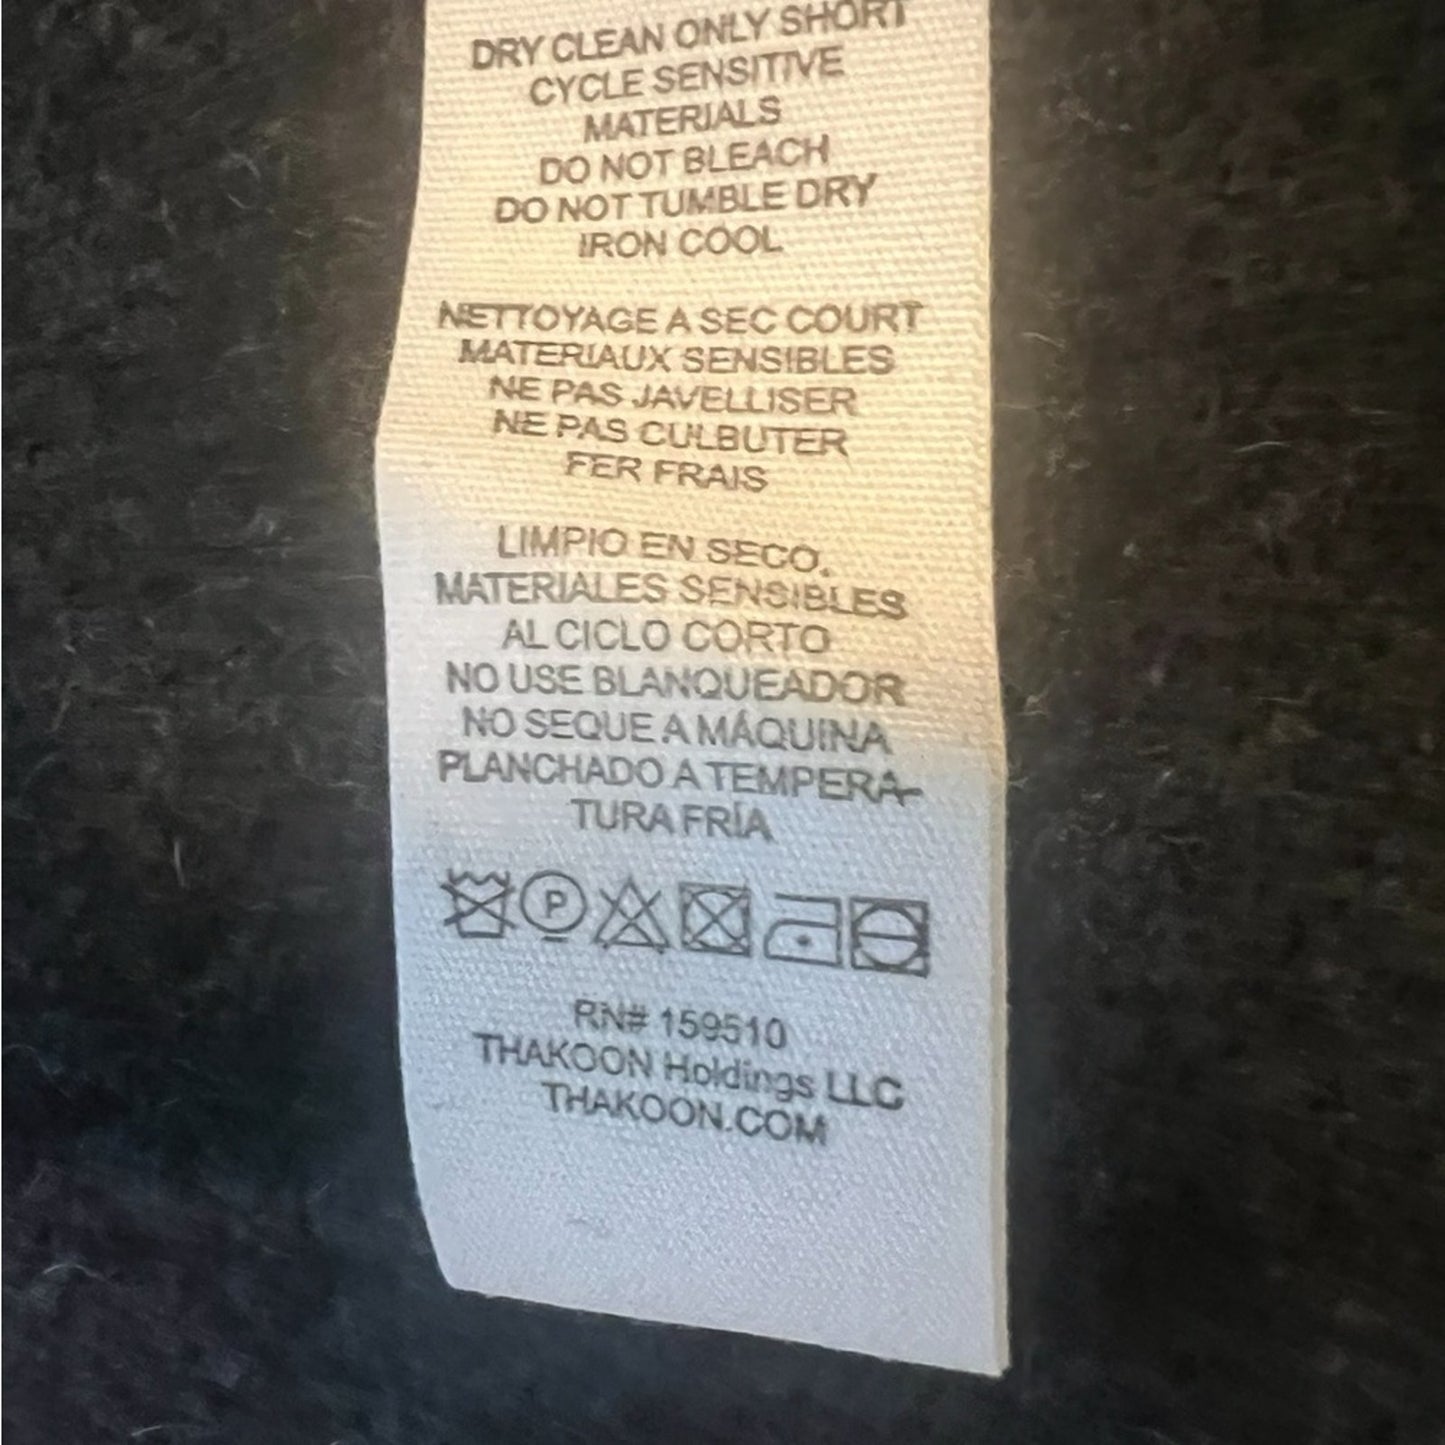 DRY CLEAN ONLY SHORT
CYCLE SENSITIVE
MATERIALS
DO NOT BLEACH
DO NOT TUMBLE DRY
IRON COOL
NETTOYAGE A SEC COURT
MATERIAUX SENSIBLES
NE PAS JAVELLISER
NE PAS CULBUTER
FER FRAIS
LIMPIO EN SECO.
MATERIALES SENSIBLES
AL CICLO CORTO
NO USE BLANQUEADOR
NO SEQUE A MÁQUINA
PLANCHADO A TEMPERA-
TURA FRÍA
P
RN# 159510
THAKOON Holdings LLC
THAKOON.COM